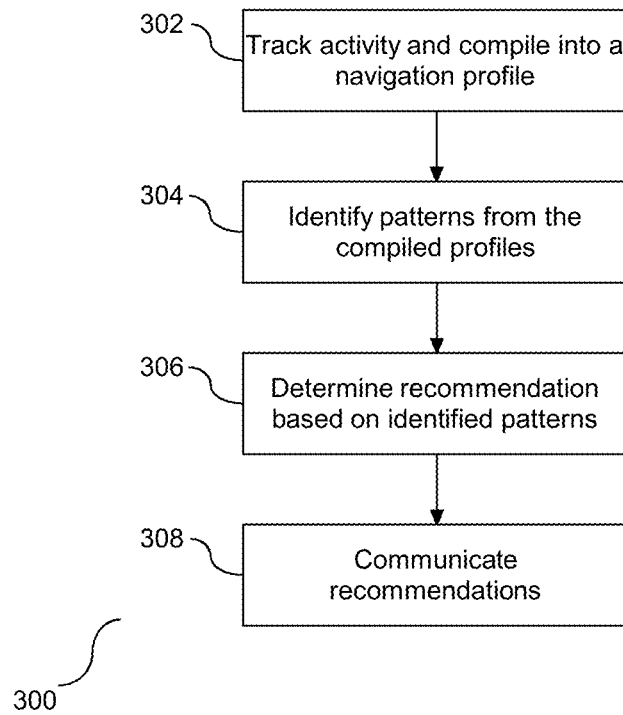 302
Track activity and compile into a
navigation profile
304
Identify patterns from the
compiled profiles
306
Determine recommendation
based on identified patterns
308
Communicate
recommendations
300